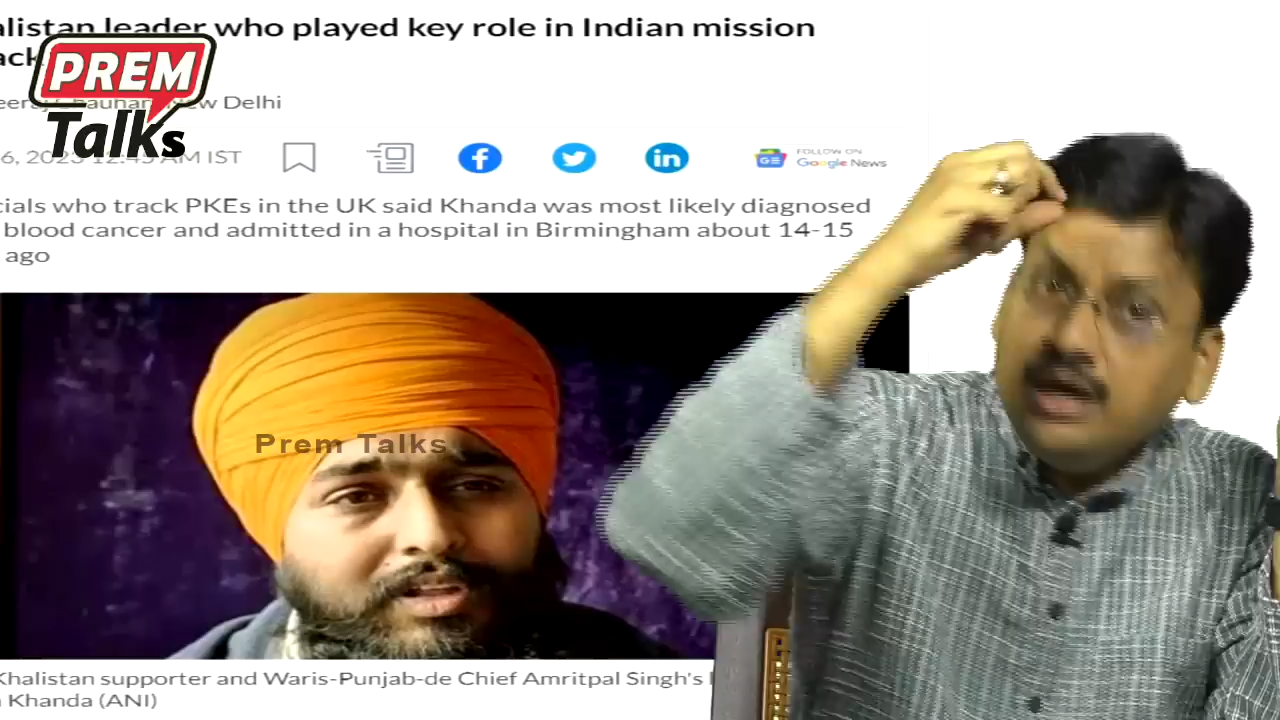 alistan leader who played key role in Indian mission
ack
PREM
Talks
New Delhi
6, 2023 12:45 AM IST
FOLLOW ON
Google News
cials who track PKEs in the UK said Khanda was most likely diagnosed
blood cancer and admitted in a hospital in Birmingham about 14-15
ago
Prem Talks
Khalistan supporter and Waris-Punjab-de Chief Amritpal Singh's
Khanda (ANI)